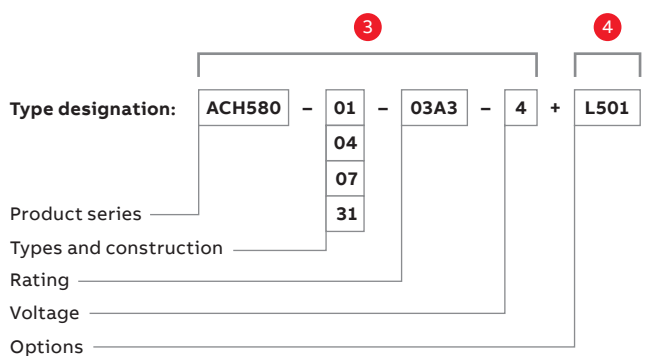 3 4
Type designation: ACH580 – 01 – 03A3 – 4 + L501
04
07
31
Product series
Types and construction
Rating
Voltage
Options